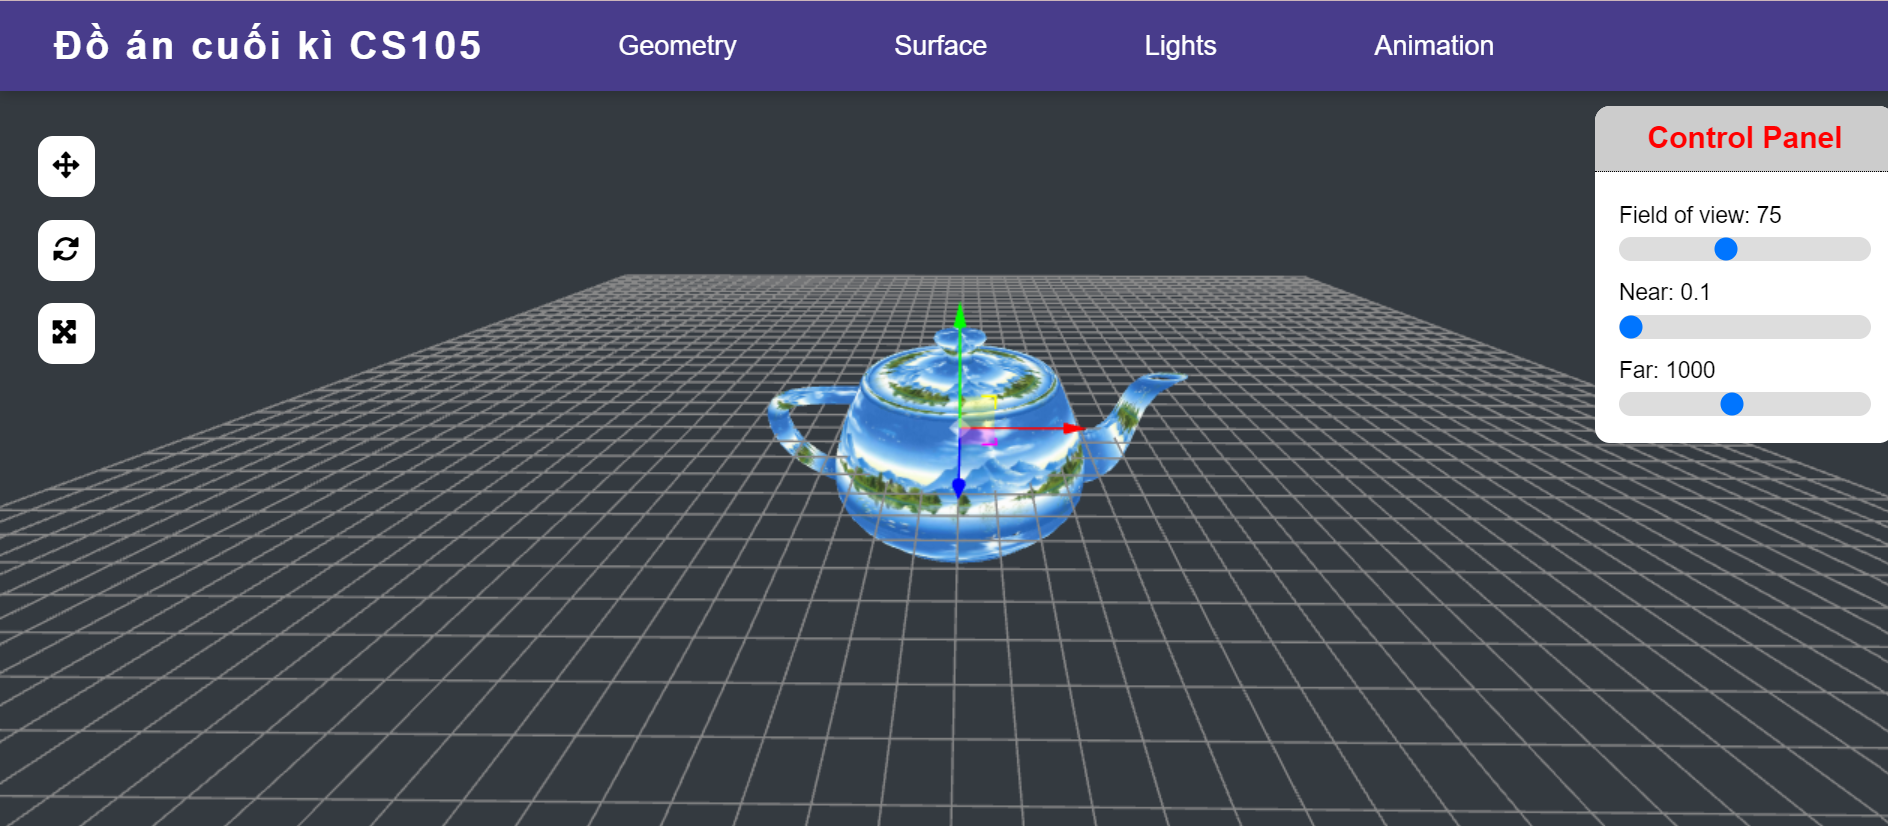 Đồ án cuối kì CS105
Geometry
Surface
Lights
Animation
Control Panel
Field of view: 75
Near: 0.1
Far: 1000